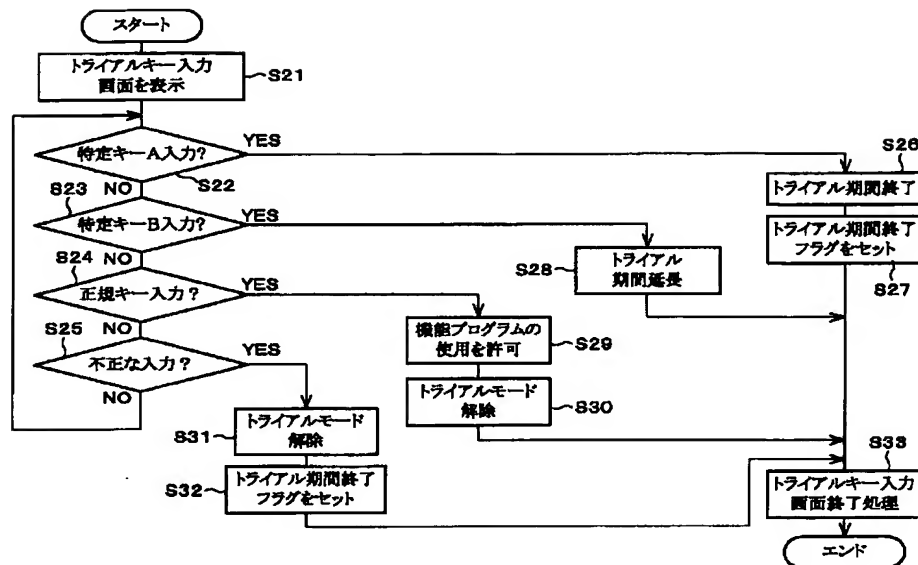 スタート
トライアルキー入力
画面を表示
S21
特定キーA入力?
YES
S22
NO
S23
特定キーB入力?
YES
NO
S24
正規キー入力?
YES
NO
S25
不正な入力?
YES
NO
S26
トライアル期間終了
トライアル期間終了
フラグをセット
S27
S28
トライアル
期間延長
機能プログラムの
使用を許可
S29
トライアルモード
解除
S30
S31
トライアルモード
解除
S32
トライアル期間終了
フラグをセット
S33
トライアルキー入力
画面終了処理
エンド